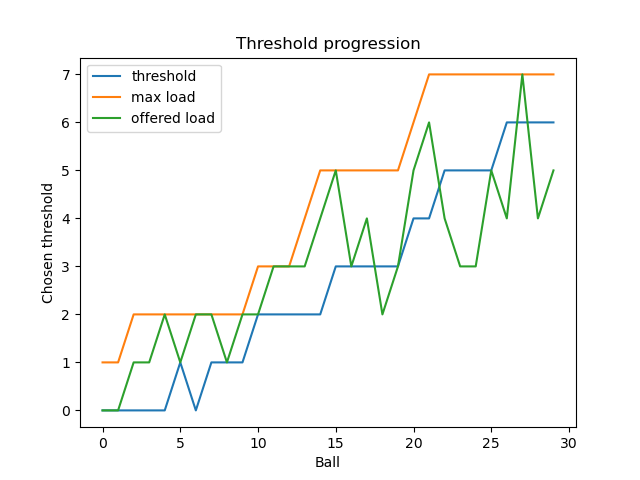 Threshold progression
threshold
max load
offered load
Chosen threshold
7
6
5
4
3
2
1
0
0 5 10 15 20 25 30
Ball